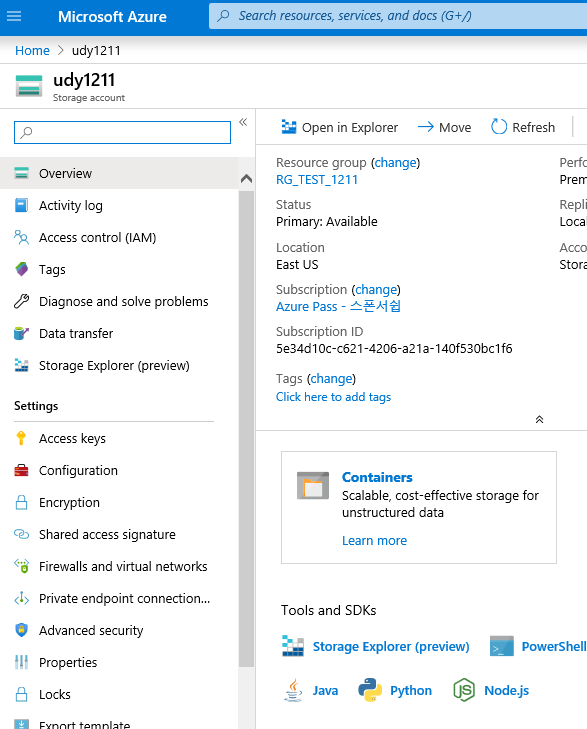 Microsoft Azure
Search resources, services, and docs (G+/)
Home > udy1211
udy1211
Storage account
Overview
Activity log
Access control (IAM)
Tags
Diagnose and solve problems
Data transfer
Storage Explorer (preview)
Settings
Access keys
Configuration
Encryption
Shared access signature
Firewalls and virtual networks
Private endpoint connection...
Advanced security
Properties
Locks
Export template
Open in Explorer
Move
Refresh
Resource group (change)
RG_TEST_1211
Status
Primary: Available
Location
East US
Subscription (change)
Azure Pass - 스폰서쉽
Subscription ID
5e34d10c-c621-4206-a21a-140f530bc1f6
Tags (change)
Click here to add tags
Perfo
Prem
Repli
Loca
Acco
Stora
Containers
Scalable, cost-effective storage for
unstructured data
Learn more
Tools and SDKs
Storage Explorer (preview)
PowerShell
Java
Python
Node.js